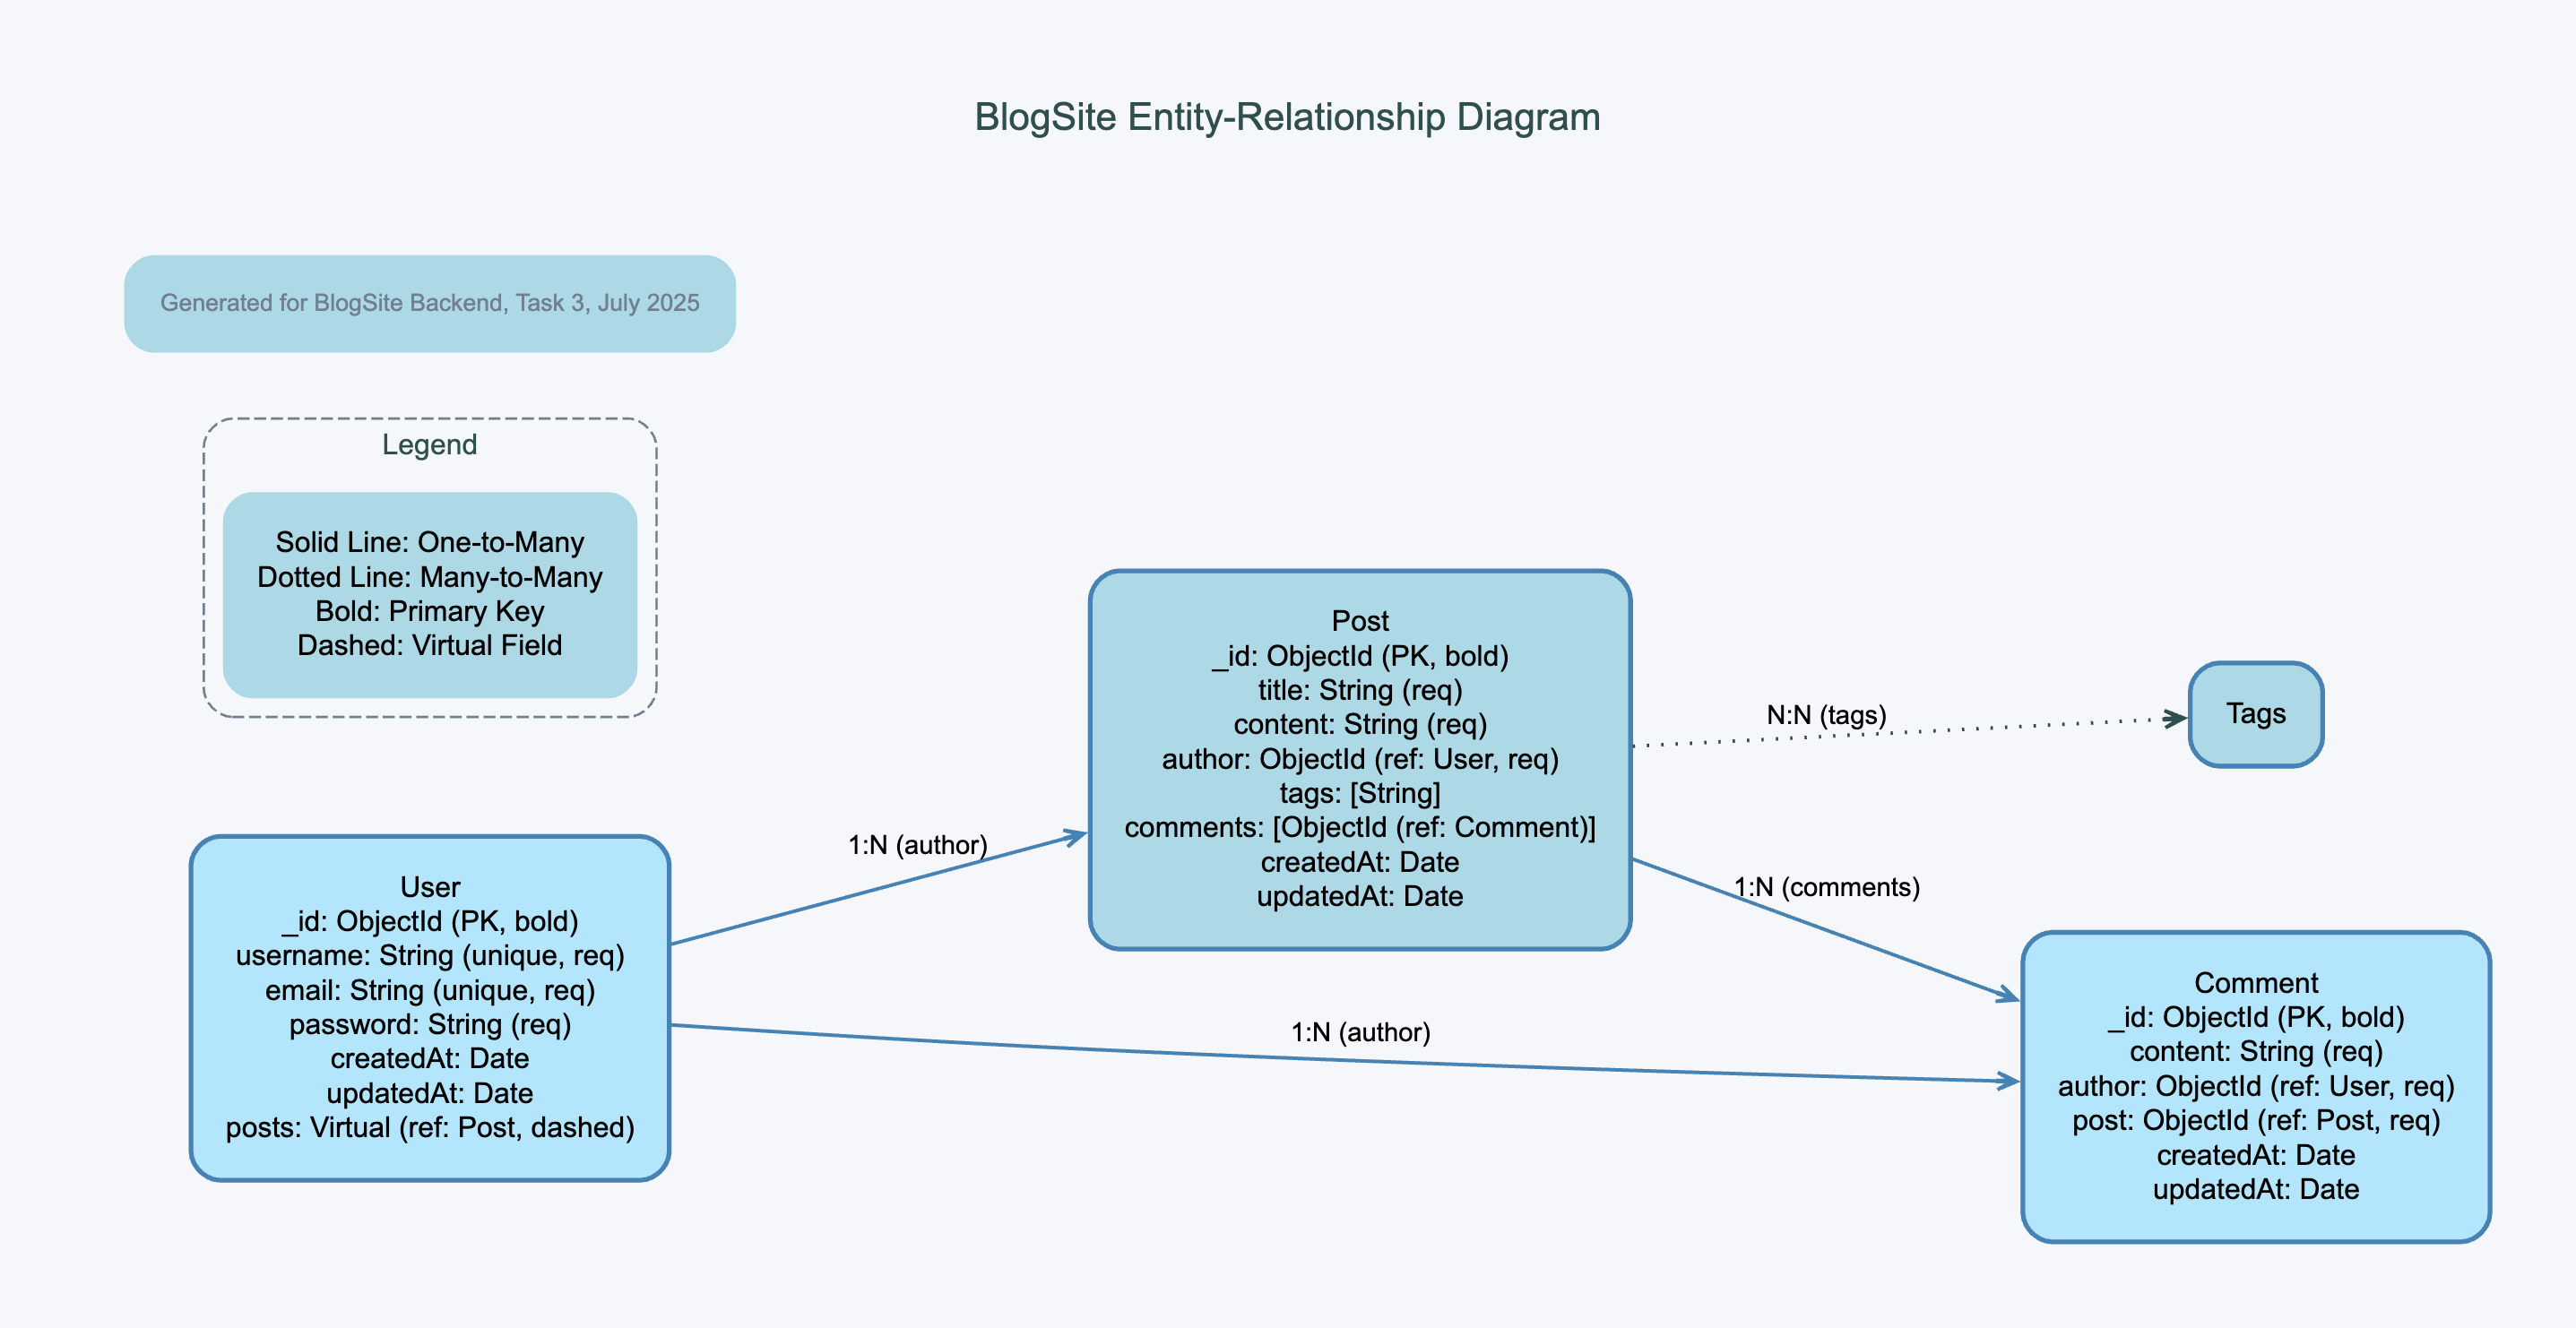 BlogSite Entity-Relationship Diagram
Generated for BlogSite Backend, Task 3, July 2025
Legend
Solid Line: One-to-Many
Dotted Line: Many-to-Many
Bold: Primary Key
Dashed: Virtual Field
User
_id: ObjectId (PK, bold)
username: String (unique, req)
email: String (unique, req)
password: String (req)
createdAt: Date
updatedAt: Date
posts: Virtual (ref: Post, dashed)
1:N (author)
1:N (author)
Post
_id: ObjectId (PK, bold)
title: String (req)
content: String (req)
author: ObjectId (ref: User, req)
tags: [String]
comments: [ObjectId (ref: Comment)]
createdAt: Date
updatedAt: Date
N:N (tags)
1:N (comments)
Tags
Comment
_id: ObjectId (PK, bold)
content: String (req)
author: ObjectId (ref: User, req)
post: ObjectId (ref: Post, req)
createdAt: Date
updatedAt: Date